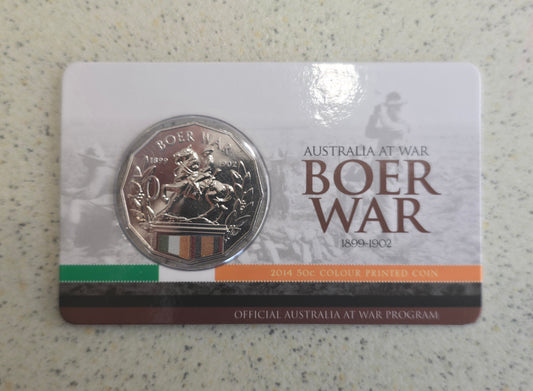 BOER WAR
1899 1902
50
AUSTRALIA AT WAR
BOER
WAR
1899-1902
2014 50c COLOUR PRINTED COIN
OFFICIAL AUSTRALIA AT WAR PROGRAM